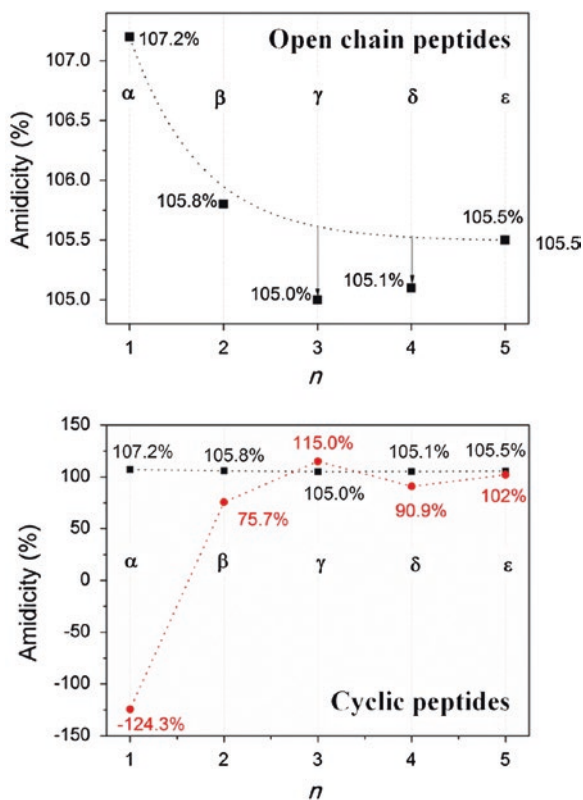 Open chain peptides
107.2%
107.0
α β γ δ ε
106.5
Amidicity (%)
106.0
105.8%
105.5%
105.5
105.5
105.1%
105.0%
105.0
1 2 3 4 5
n
150
107.2% 105.8% 115.0% 105.1% 105.5%
100
105.0%
75.7% 90.9% 102%
50
Amidicity (%)
0
α β γ δ ε
-50
-100
Cyclic peptides
-124.3%
-150
1 2 3 4 5
n